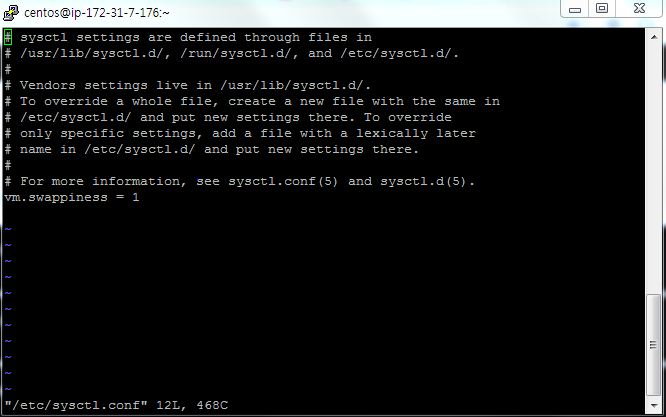 centos@ip-172-31-7-176:~
# sysctl settings are defined through files in
# /usr/lib/sysctl.d/, /run/sysctl.d/, and /etc/sysctl.d/.
#
# Vendors settings live in /usr/lib/sysctl.d/.
# To override a whole file, create a new file with the same in
# /etc/sysctl.d/ and put new settings there. To override
# only specific settings, add a file with a lexically later
# name in /etc/sysctl.d/ and put new settings there.
#
# For more information, see sysctl.conf(5) and sysctl.d(5).
vm.swappiness = 1
~
~
~
~
~
~
~
~
~
~
~
"/etc/sysctl.conf" 12L, 468C